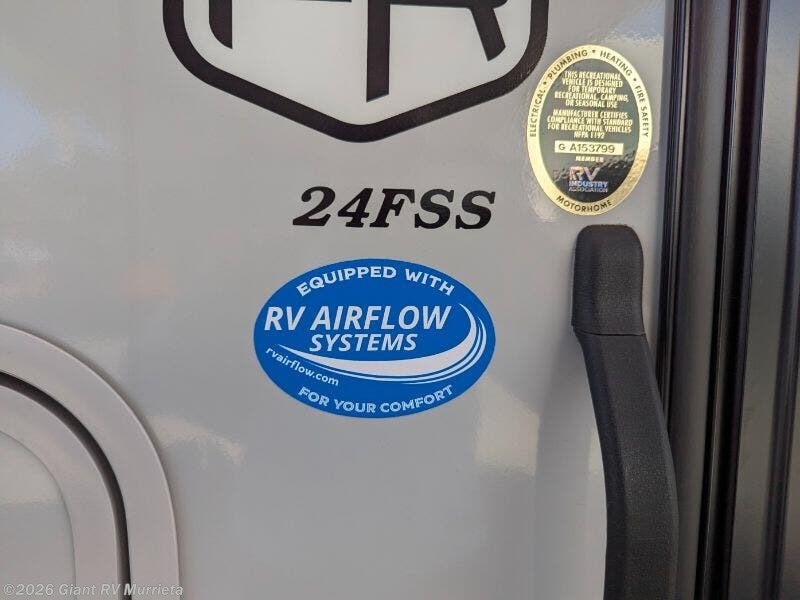 FR
ELECTRICAL • PLUMBING • HEATING • FIRE SAFETY
THIS RECREATIONAL
VEHICLE IS DESIGNED
FOR TEMPORARY
RECREATIONAL, CAMPING,
OR SEASONAL USE
MANUFACTURER CERTIFIES
COMPLIANCE WITH STANDARD
FOR RECREATIONAL VEHICLES
NFPA 1192
G A153799
MEMBER
RV
INDUSTRY
ASSOCIATION
MOTORHOME
24FSS
EQUIPPED WITH
RV AIRFLOW
SYSTEMS
rvairflow.com
FOR YOUR COMFORT
©2026 Giant RV Murrieta